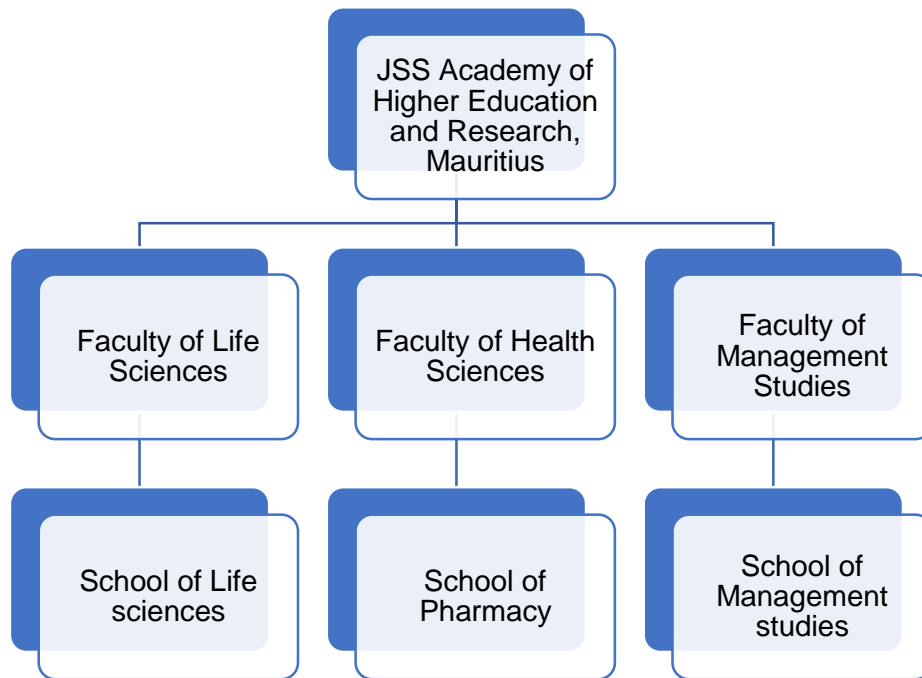 JSS Academy of
Higher Education
and Research,
Mauritius
Faculty of Life
Sciences
Faculty of Health
Sciences
Faculty of
Management
Studies
School of Life
sciences
School of
Pharmacy
School of
Management
studies